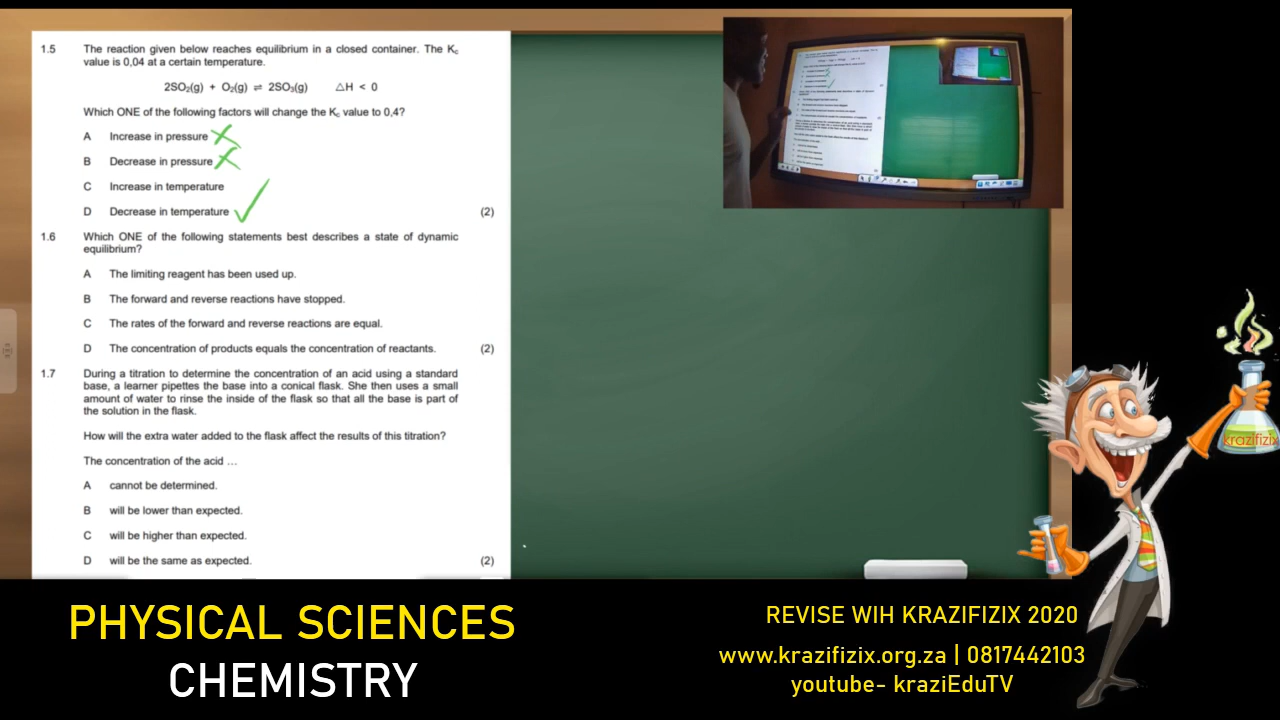 1.5 The reaction given below reaches equilibrium in a closed container. The Kc
value is 0,04 at a certain temperature.
2SO₂(g) + O₂(g) ⇌ 2SO₃(g) △H < 0
Which ONE of the following factors will change the Kc value to 0,4?
A Increase in pressure
B Decrease in pressure
C Increase in temperature
D Decrease in temperature (2)
1.6 Which ONE of the following statements best describes a state of dynamic
equilibrium?
A The limiting reagent has been used up.
B The forward and reverse reactions have stopped.
C The rates of the forward and reverse reactions are equal.
D The concentration of products equals the concentration of reactants. (2)
1.7 During a titration to determine the concentration of an acid using a standard
base, a learner pipettes the base into a conical flask. She then uses a small
amount of water to rinse the inside of the flask so that all the base is part of
the solution in the flask.
How will the extra water added to the flask affect the results of this titration?
The concentration of the acid …
A cannot be determined.
B will be lower than expected.
C will be higher than expected.
D will be the same as expected. (2)
krazifizix
PHYSICAL SCIENCES
CHEMISTRY
REVISE WIH KRAZIFIZIX 2020
www.krazifizix.org.za | 0817442103
youtube- kraziEduTV